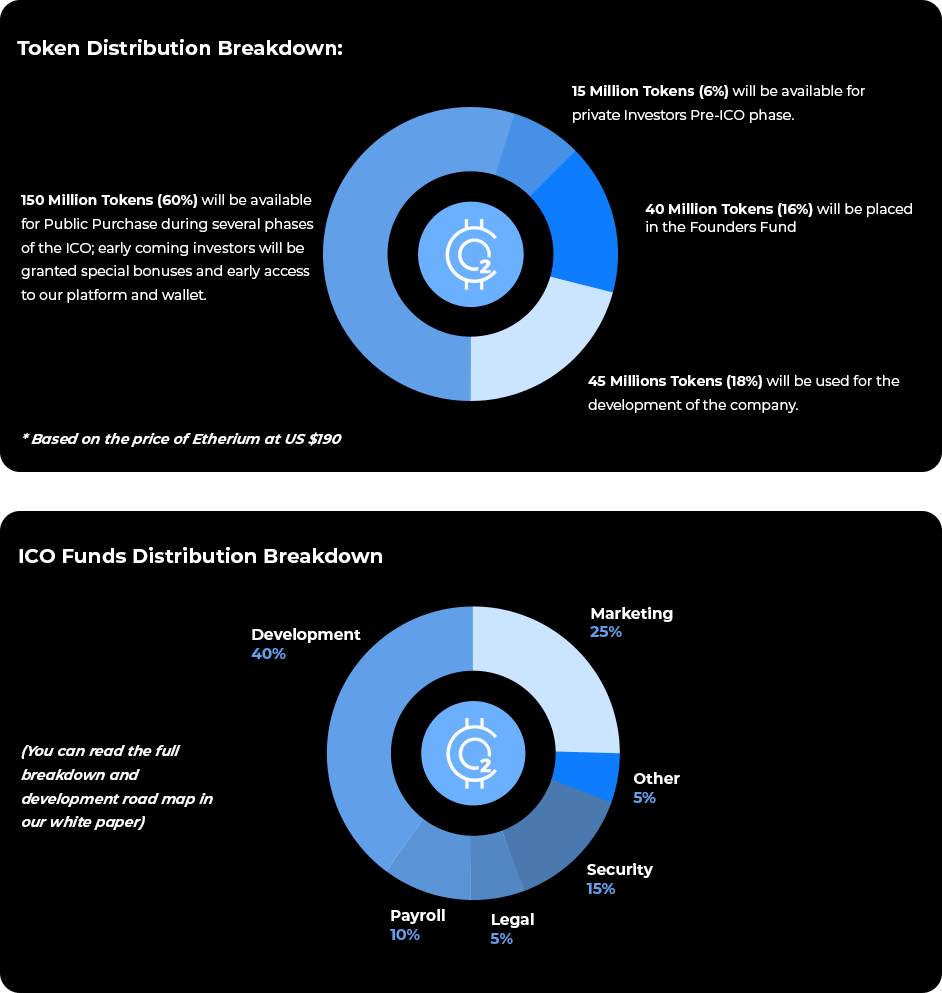 Token Distribution Breakdown:
15 Million Tokens (6%) will be available for
private Investors Pre-ICO phase.
150 Million Tokens (60%) will be available
for Public Purchase during several phases
of the ICO; early coming investors will be
granted special bonuses and early access
to our platform and wallet.
40 Million Tokens (16%) will be placed
in the Founders Fund
2
45 Millions Tokens (18%) will be used for the
development of the company.
* Based on the price of Etherium at US $190
ICO Funds Distribution Breakdown
Marketing
25%
Development
40%
2
(You can read the full
breakdown and
development road map in
our white paper)
Other
5%
Security
15%
Payroll
10%
Legal
5%